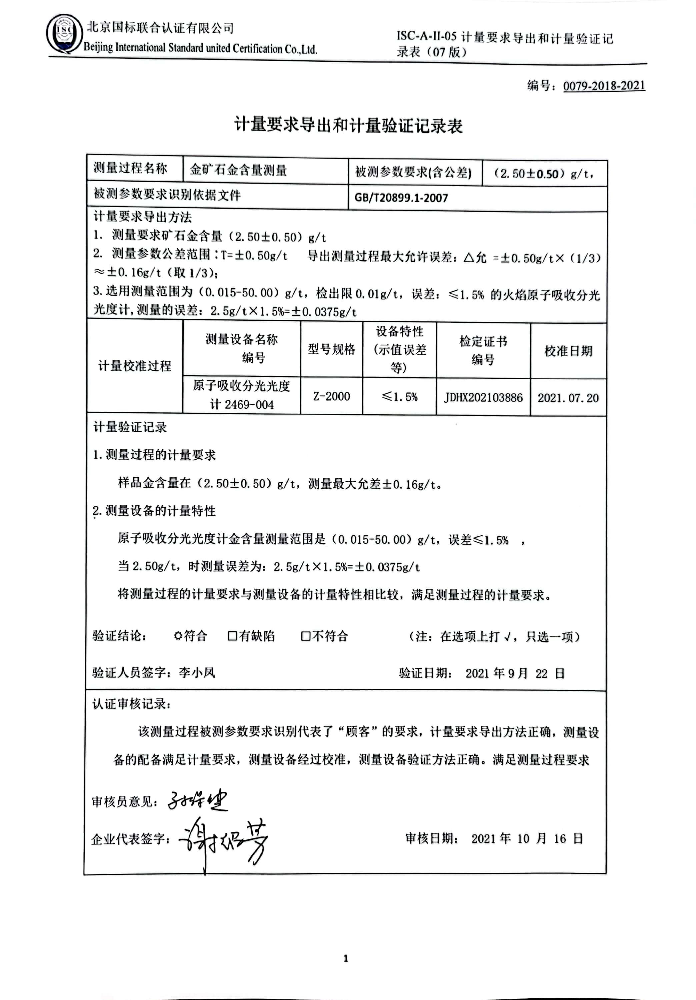 ISC
北京国标联合认证有限公司
Beijing International Standard united Certification Co.,Ltd.
ISC-A-II-05 计量要求导出和计量验证记
录表（07 版）
编号：0079-2018-2021
计量要求导出和计量验证记录表
测量过程名称 金矿石金含量测量 被测参数要求(含公差) （2.50±0.50）g/t，
被测参数要求识别依据文件 GB/T20899.1-2007
计量要求导出方法
1. 测量要求矿石金含量（2.50±0.50）g/t
2. 测量参数公差范围：T=±0.50g/t 导出测量过程最大允许误差：△允 =±0.50g/t×（1/3）
≈±0.16g/t（取 1/3）；
3.选用测量范围为（0.015-50.00）g/t，检出限 0.01g/t，误差：≤1.5% 的火焰原子吸收分光
光度计,测量的误差：2.5g/t×1.5%=±0.0375g/t
计量校准过程
测量设备名称
编号
型号规格
设备特性
(示值误差
等)
检定证书
编号
校准日期
原子吸收分光光度
计 2469-004
Z-2000
≤1.5%
JDHX202103886
2021.07.20
计量验证记录
1.测量过程的计量要求
样品金含量在（2.50±0.50）g/t，测量最大允差±0.16g/t。
2.测量设备的计量特性
原子吸收分光光度计金含量测量范围是（0.015-50.00）g/t，误差≤1.5% ，
当 2.50g/t，时测量误差为：2.5g/t×1.5%=±0.0375g/t
将测量过程的计量要求与测量设备的计量特性相比较，满足测量过程的计量要求。
验证结论： ✿符合 □有缺陷 □不符合 （注：在选项上打 √，只选一项）
验证人员签字：李小凤 验证日期： 2021 年 9 月 22 日
认证审核记录：
该测量过程被测参数要求识别代表了“顾客”的要求，计量要求导出方法正确，测量设
备的配备满足计量要求，测量设备经过校准，测量设备验证方法正确。满足测量过程要求
审核员意见：
企业代表签字： 审核日期： 2021 年 10 月 16 日
1